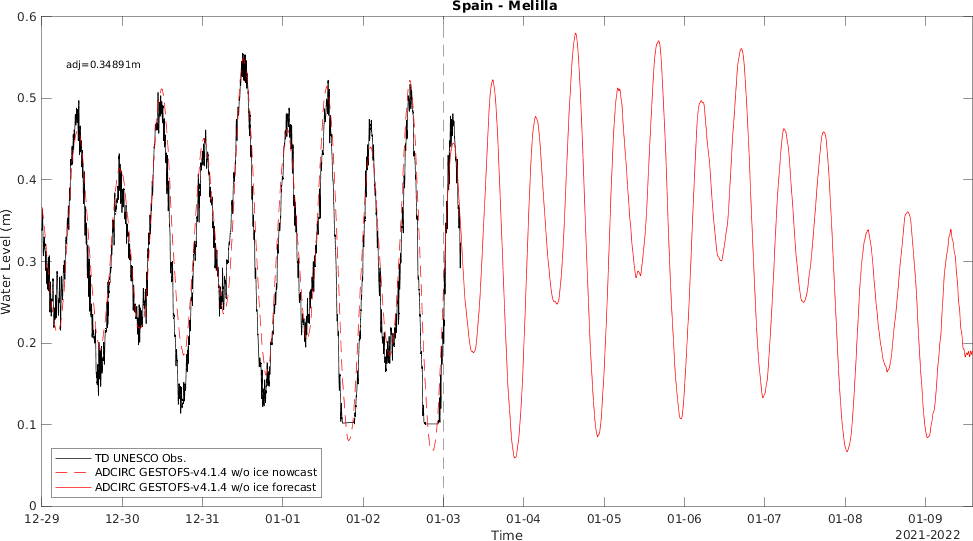 Spain - Melilla
0.6
adj=0.34891m
0.5
0.4
0.3
Water Level (m)
0.2
0.1
TD UNESCO Obs.
ADCIRC GESTOFS-v4.1.4 w/o ice nowcast
ADCIRC GESTOFS-v4.1.4 w/o ice forecast
0
12-29 12-30 12-31 01-01 01-02 01-03 01-04 01-05 01-06 01-07 01-08 01-09
Time
2021-2022